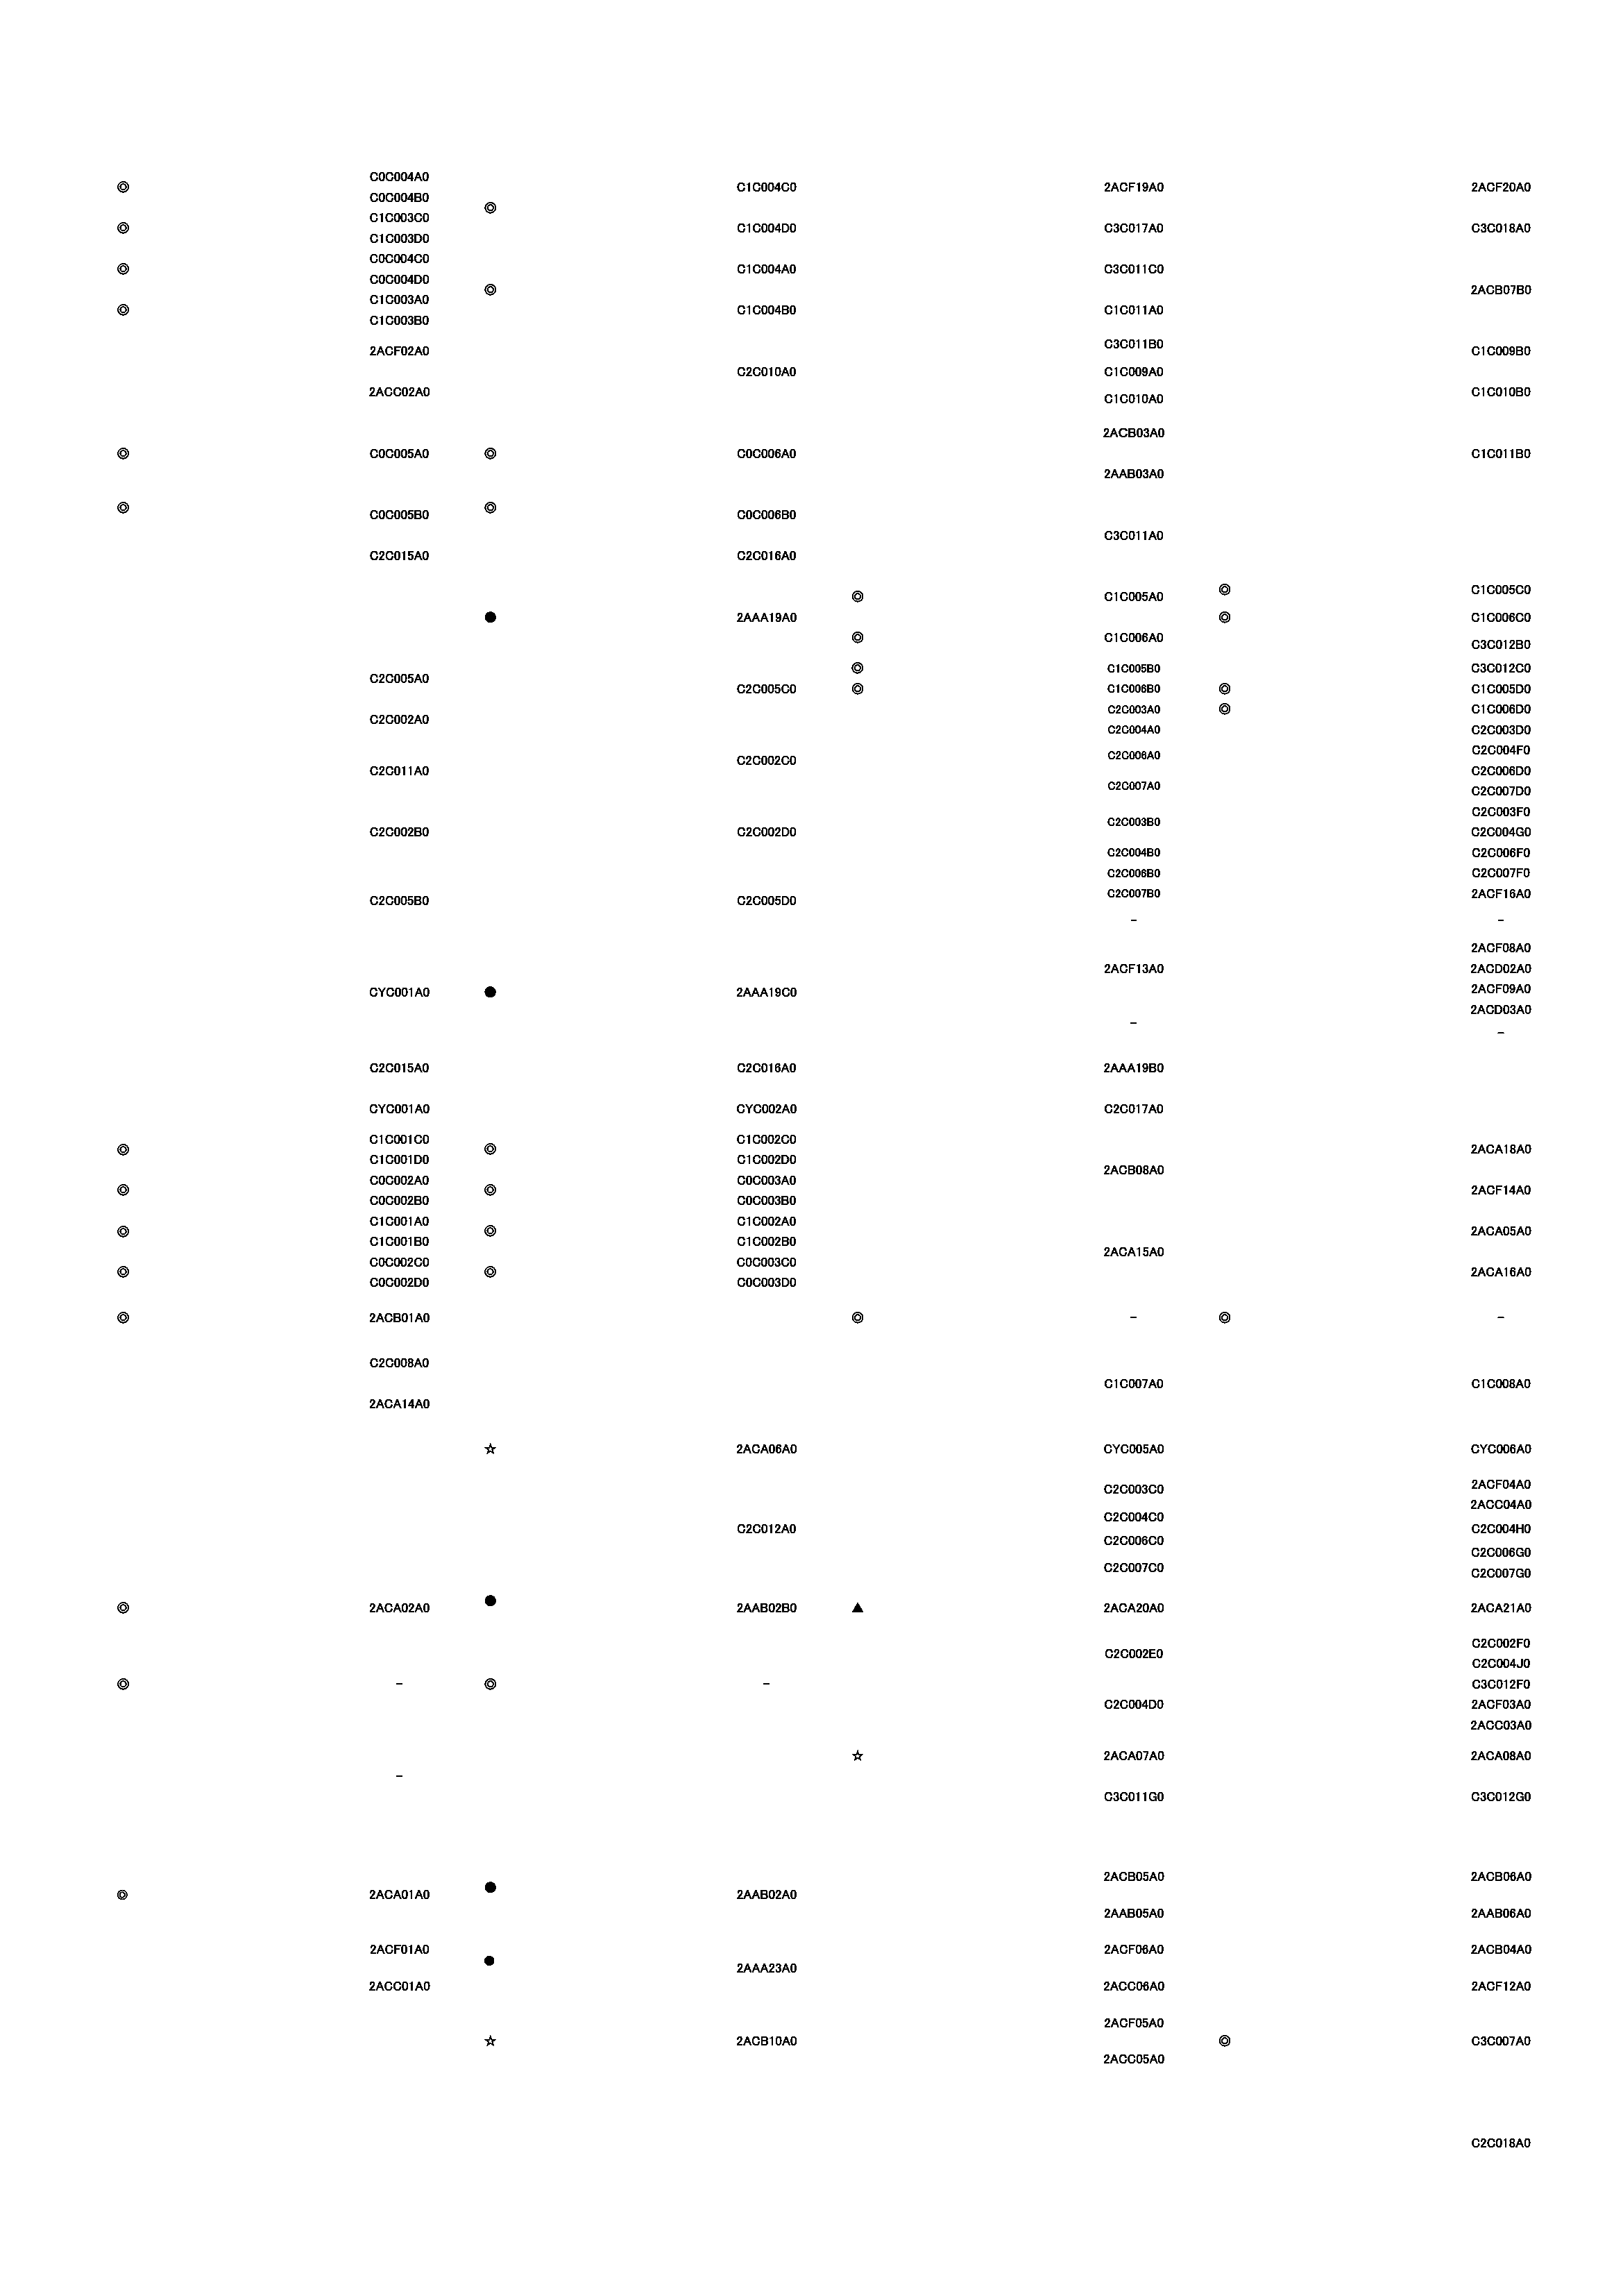 ◎ C0C004A0
C0C004B0
◎ C1C003C0
C1C003D0
◎ C0C004C0
C0C004D0
◎ C1C003A0
C1C003B0
2ACF02A0
2ACC02A0
◎ C0C005A0
◎ C0C005B0
C2C015A0
C2C005A0
C2C002A0
C2C011A0
C2C002B0
C2C005B0
CYC001A0
C2C015A0
CYC001A0
◎ C1C001C0
C1C001D0
◎ C0C002A0
C0C002B0
◎ C1C001A0
C1C001B0
◎ C0C002C0
C0C002D0
◎ 2ACB01A0
C2C008A0
2ACA14A0
◎ 2ACA02A0
◎ −
−
◎ 2ACA01A0
2ACF01A0
2ACC01A0
◎ C1C004C0
C1C004D0
◎ C1C004A0
C1C004B0
C2C010A0
◎ C0C006A0
◎ C0C006B0
C2C016A0
● 2AAA19A0
C2C005C0
C2C002C0
C2C002D0
C2C005D0
● 2AAA19C0
C2C016A0
CYC002A0
◎ C1C002C0
C1C002D0
◎ C0C003A0
C0C003B0
◎ C1C002A0
C1C002B0
◎ C0C003C0
C0C003D0
☆ 2ACA06A0
C2C012A0
● 2AAB02B0
◎ −
● 2AAB02A0
● 2AAA23A0
☆ 2ACB10A0
2ACF19A0
C3C017A0
C3C011C0
C1C011A0
C3C011B0
C1C009A0
C1C010A0
2ACB03A0
2AAB03A0
C3C011A0
◎ C1C005A0
◎ C1C006A0
◎ C1C005B0
◎ C1C006B0
C2C003A0
C2C004A0
C2C006A0
C2C007A0
C2C003B0
C2C004B0
C2C006B0
C2C007B0
−
2ACF13A0
−
2AAA19B0
C2C017A0
2ACB08A0
2ACA15A0
◎ −
C1C007A0
CYC005A0
C2C003C0
C2C004C0
C2C006C0
C2C007C0
▲ 2ACA20A0
C2C002E0
C2C004D0
☆ 2ACA07A0
C3C011G0
2ACB05A0
2AAB05A0
2ACF06A0
2ACC06A0
2ACF05A0
2ACC05A0
2ACF20A0
C3C018A0
2ACB07B0
C1C009B0
C1C010B0
C1C011B0
◎ C1C005C0
◎ C1C006C0
C3C012B0
C3C012C0
◎ C1C005D0
◎ C1C006D0
C2C003D0
C2C004F0
C2C006D0
C2C007D0
C2C003F0
C2C004G0
C2C006F0
C2C007F0
2ACF16A0
−
2ACF08A0
2ACD02A0
2ACF09A0
2ACD03A0
−
2ACA18A0
2ACF14A0
2ACA05A0
2ACA16A0
◎ −
C1C008A0
CYC006A0
2ACF04A0
2ACC04A0
C2C004H0
C2C006G0
C2C007G0
2ACA21A0
C2C002F0
C2C004J0
C3C012F0
2ACF03A0
2ACC03A0
2ACA08A0
C3C012G0
2ACB06A0
2AAB06A0
2ACB04A0
2ACF12A0
◎ C3C007A0
C2C018A0